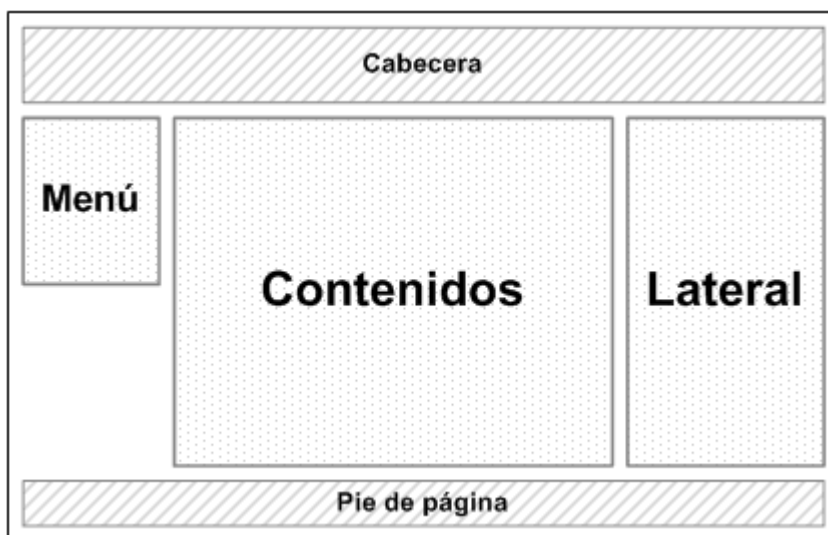 Cabecera
Menú
Contenidos
Lateral
Pie de página